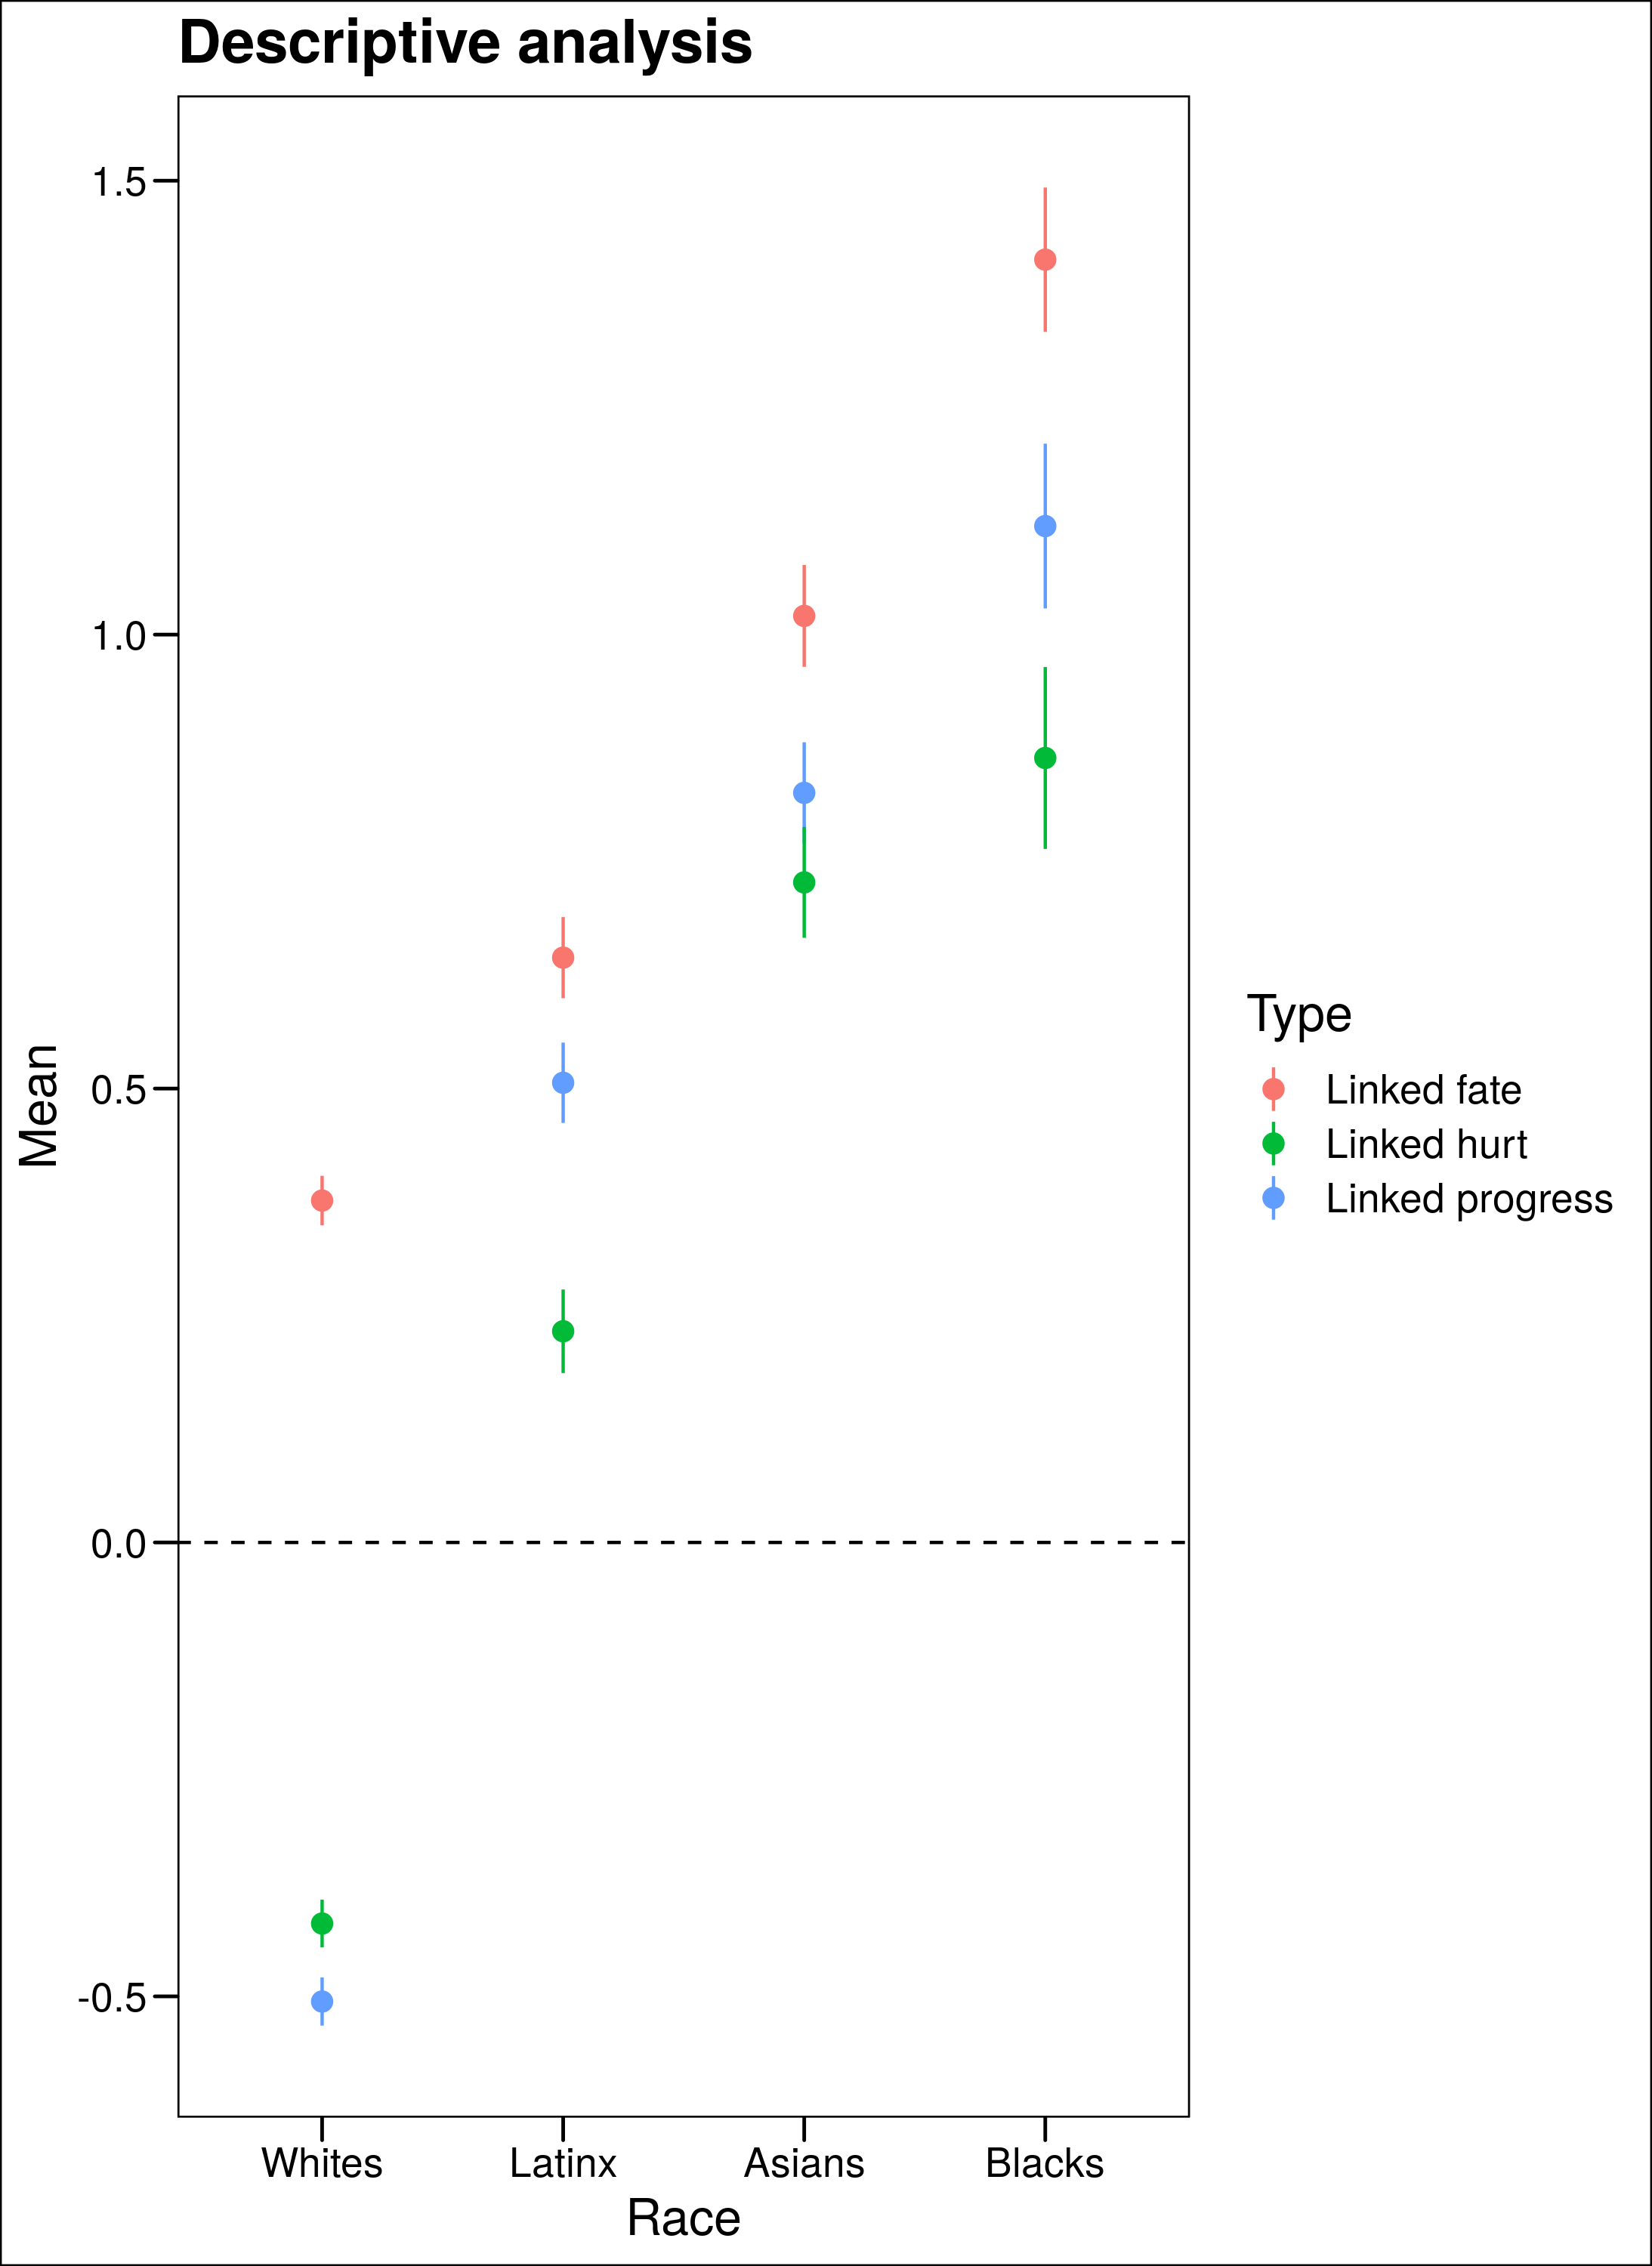 Descriptive analysis
1.5
1.0
0.5
0.0
-0.5
Mean
Whites Latinx Asians Blacks
Race
Type
Linked fate
Linked hurt
Linked progress